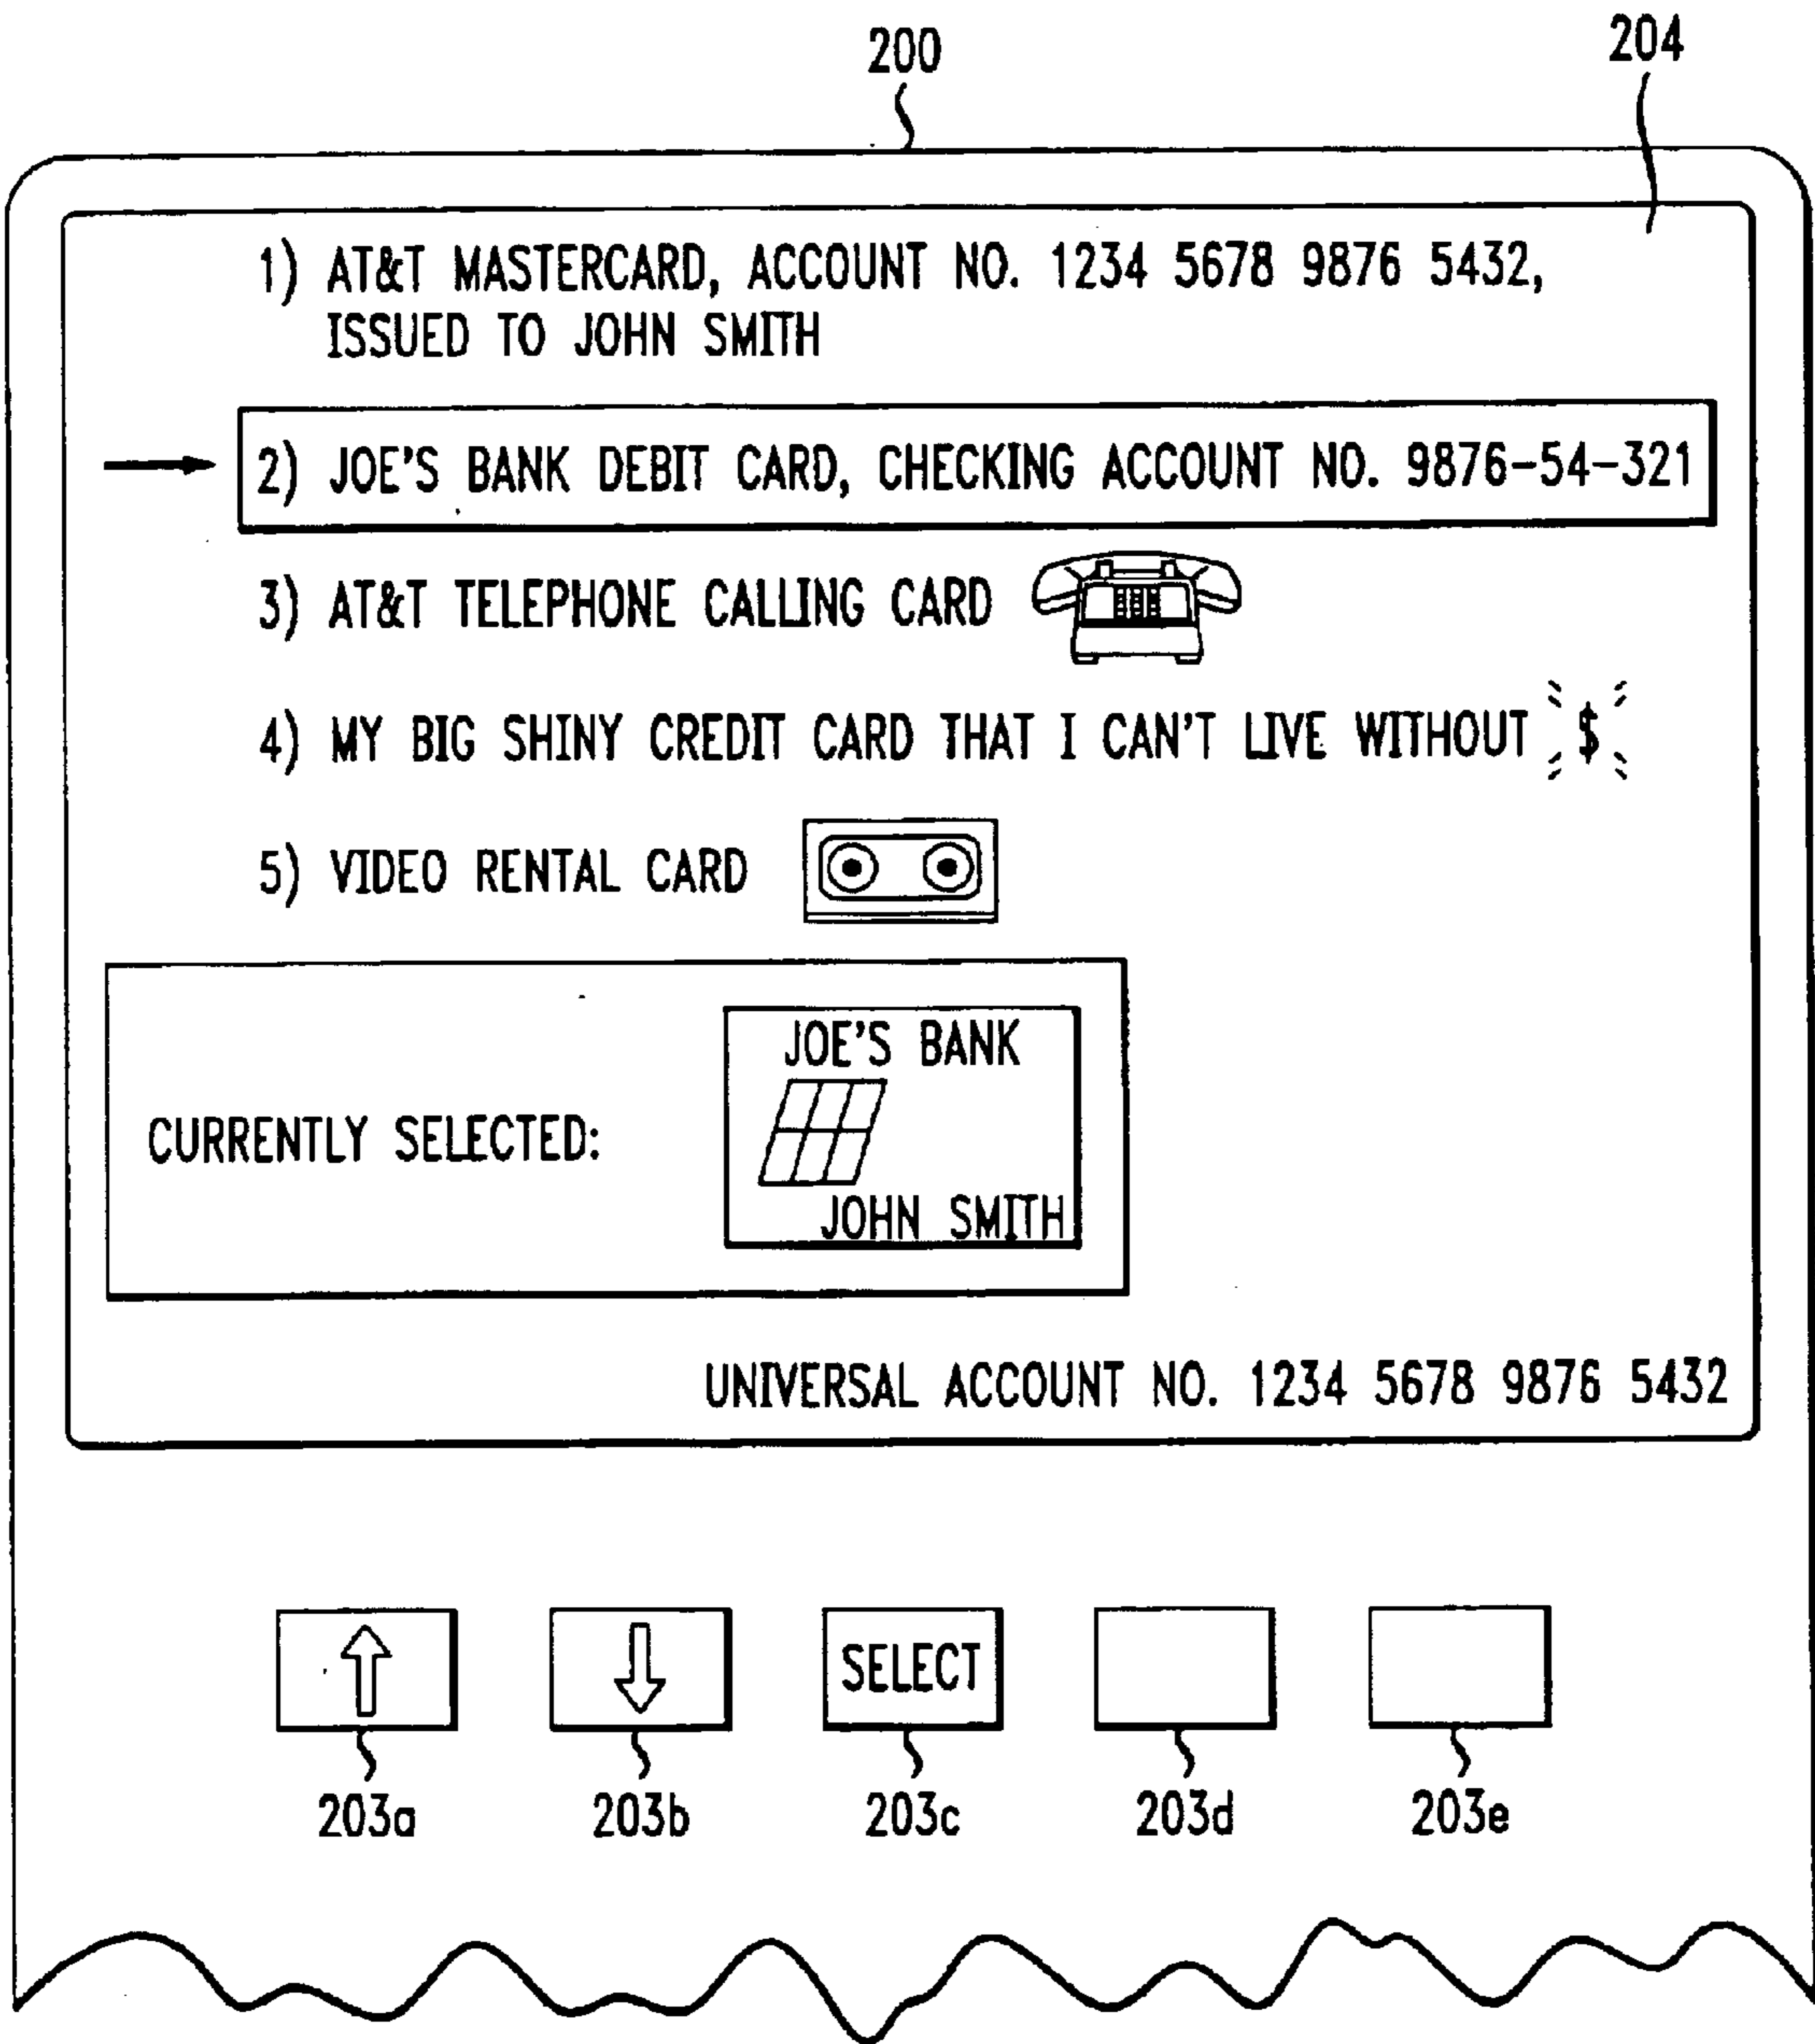 200
204
1) AT&T MASTERCARD, ACCOUNT NO. 1234 5678 9876 5432,
ISSUED TO JOHN SMITH
2) JOE'S BANK DEBIT CARD, CHECKING ACCOUNT NO. 9876-54-321
3) AT&T TELEPHONE CALLING CARD
4) MY BIG SHINY CREDIT CARD THAT I CAN'T LIVE WITHOUT $
5) VIDEO RENTAL CARD
JOE'S BANK
CURRENTLY SELECTED:
JOHN SMITH
UNIVERSAL ACCOUNT NO. 1234 5678 9876 5432
SELECT
203a
203b
203c
203d
203e